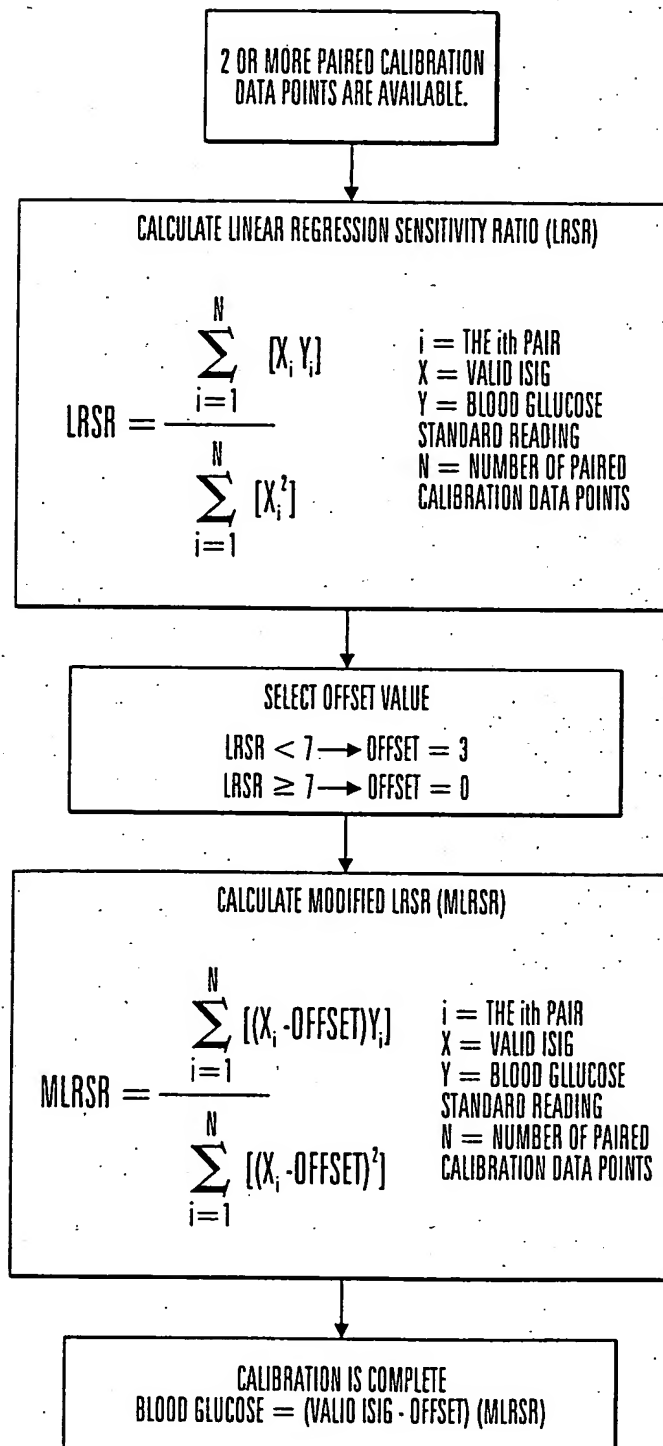 2 OR MORE PAIRED CALIBRATION
DATA POINTS ARE AVAILABLE.
CALCULATE LINEAR REGRESSION SENSITIVITY RATIO (LRSR)
N
∑ [X_i Y_i]
i=1
LRSR =
N
∑ [X_i^2]
i=1
i = THE ith PAIR
X = VALID ISIG
Y = BLOOD GLLUCOSE
STANDARD READING
N = NUMBER OF PAIRED
CALIBRATION DATA POINTS
SELECT OFFSET VALUE
LRSR < 7 → OFFSET = 3
LRSR ≥ 7 → OFFSET = 0
CALCULATE MODIFIED LRSR (MLRSR)
N
∑ [(X_i -OFFSET)Y_i]
i=1
MLRSR =
N
∑ [(X_i -OFFSET)^2]
i=1
i = THE ith PAIR
X = VALID ISIG
Y = BLOOD GLLUCOSE
STANDARD READING
N = NUMBER OF PAIRED
CALIBRATION DATA POINTS
CALIBRATION IS COMPLETE
BLOOD GLUCOSE = (VALID ISIG - OFFSET) (MLRSR)